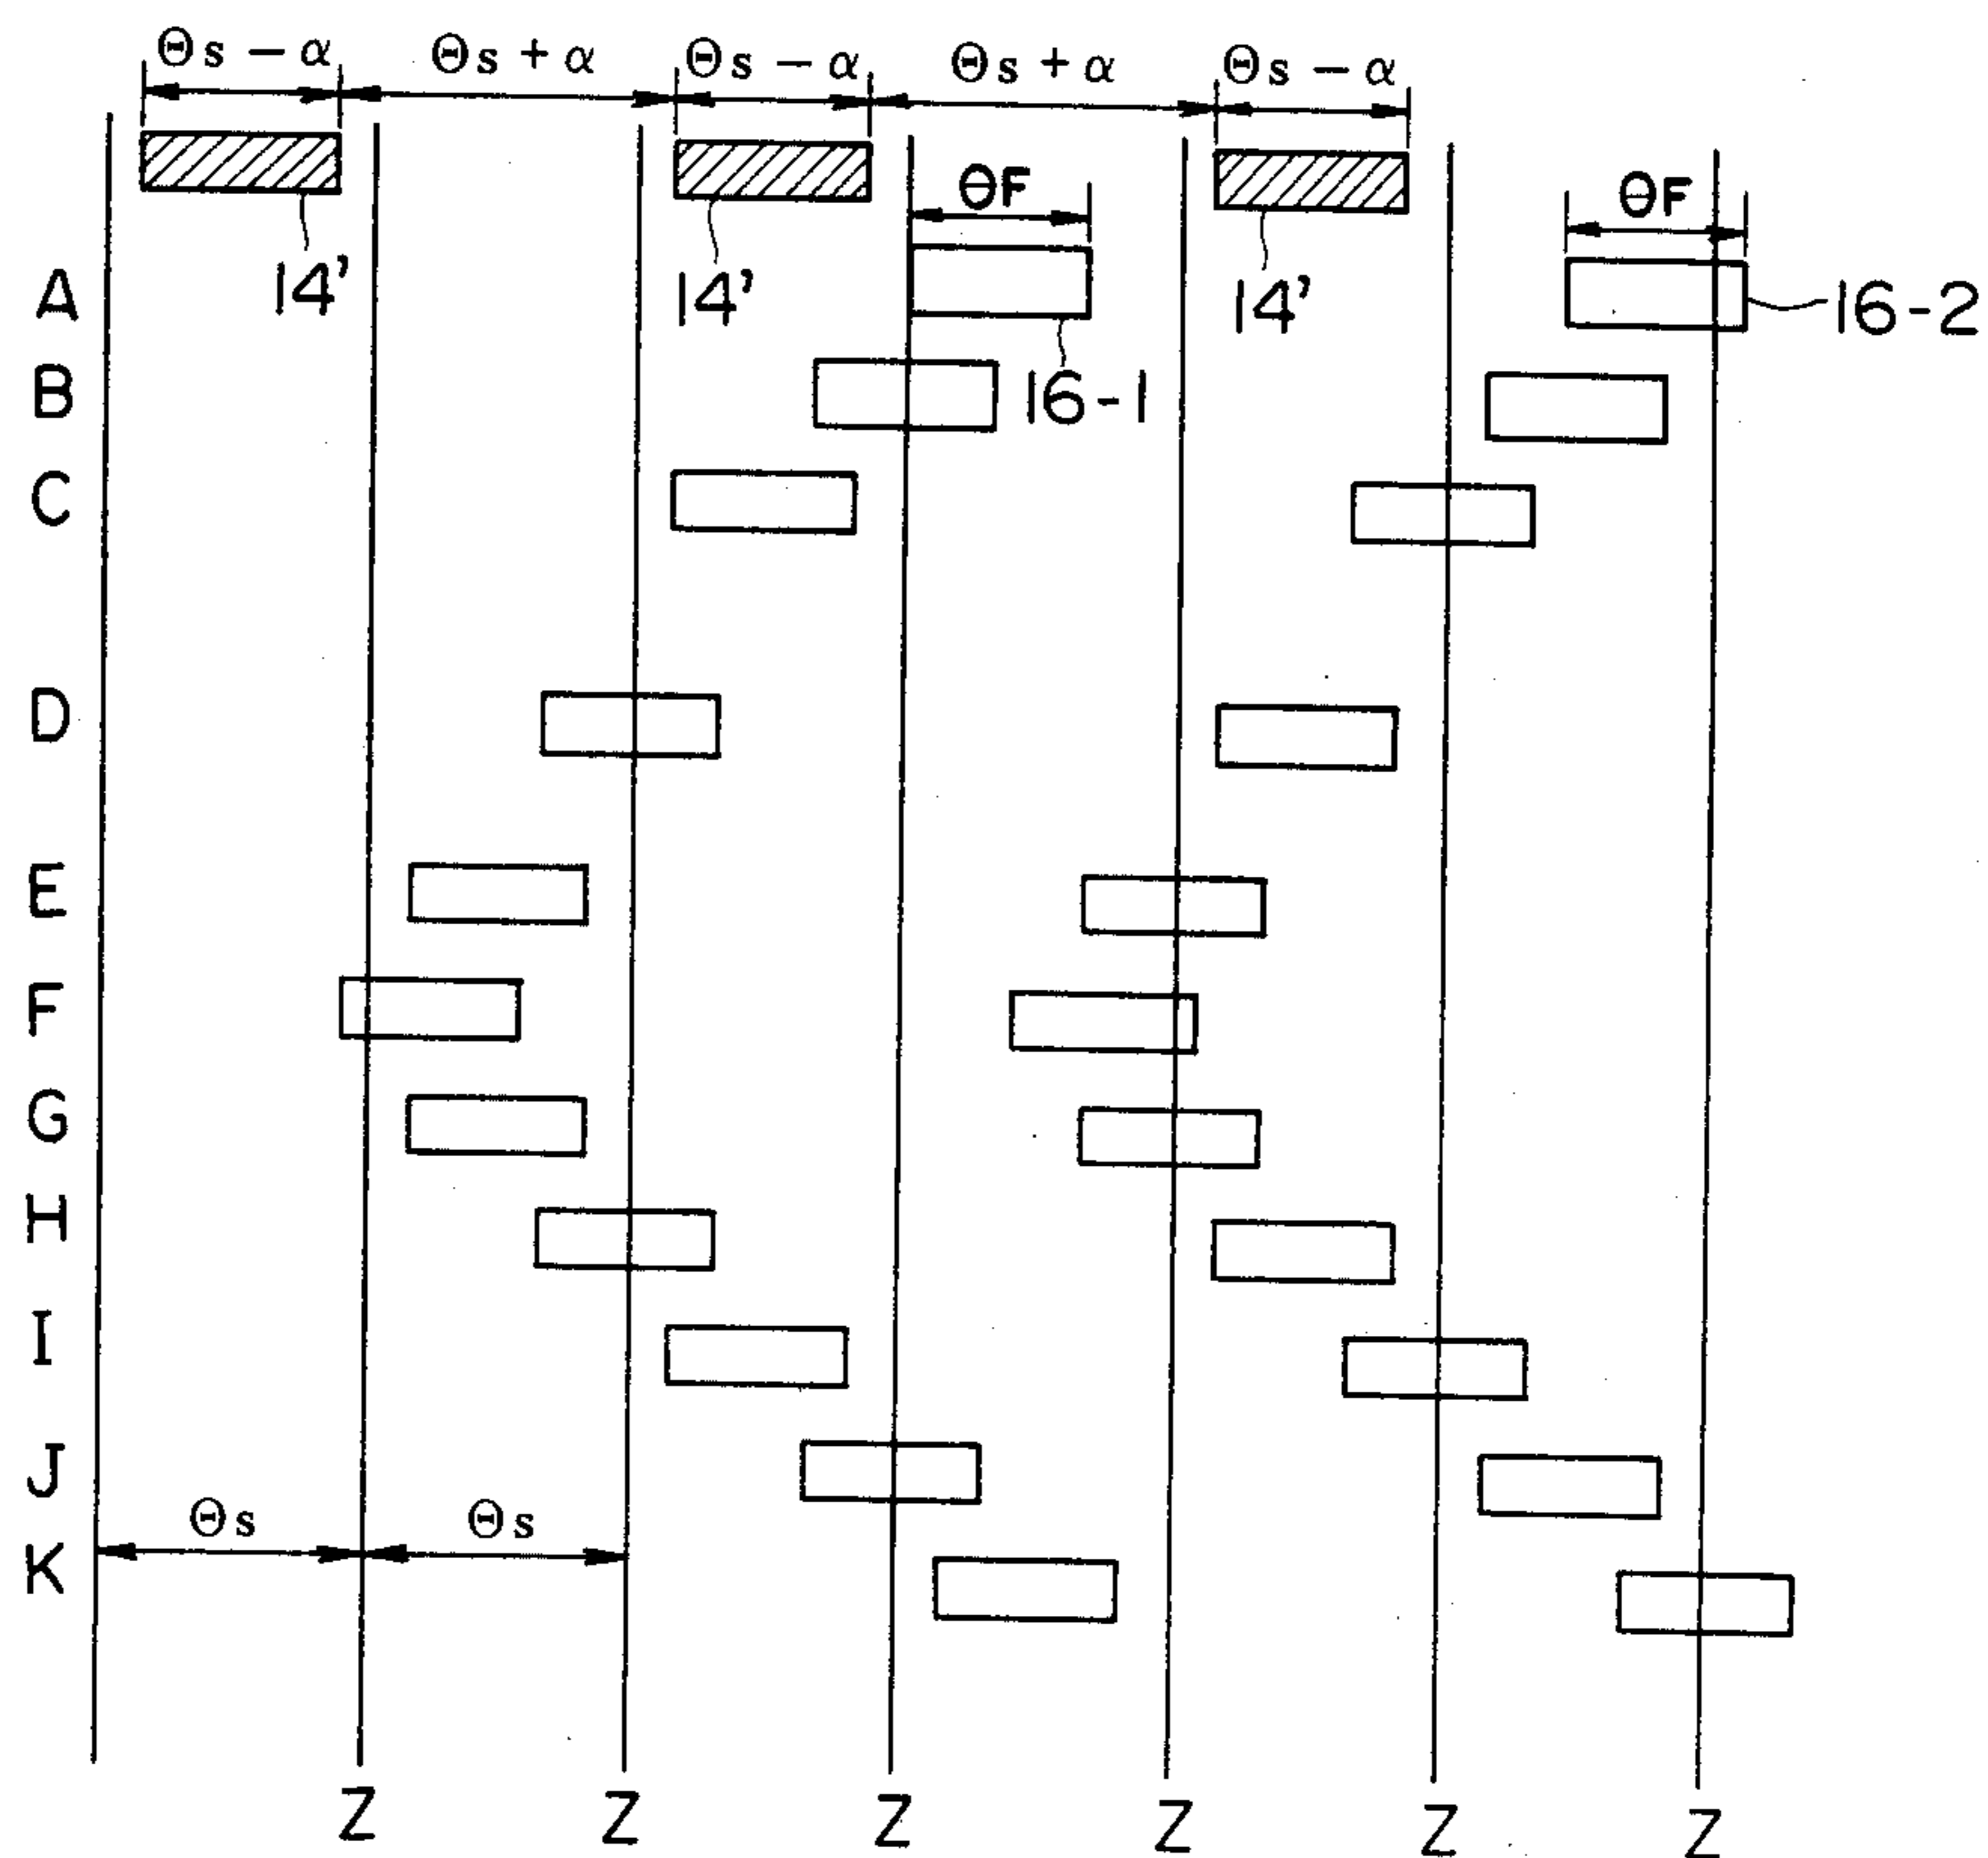 Θs − α Θs + α Θs − α Θs + α Θs − α
ΘF ΘF
A 14' 14' 14' 16-2
B 16-1
C
D
E
F
G
H
I
J
Θs Θs
K
Z Z Z Z Z Z